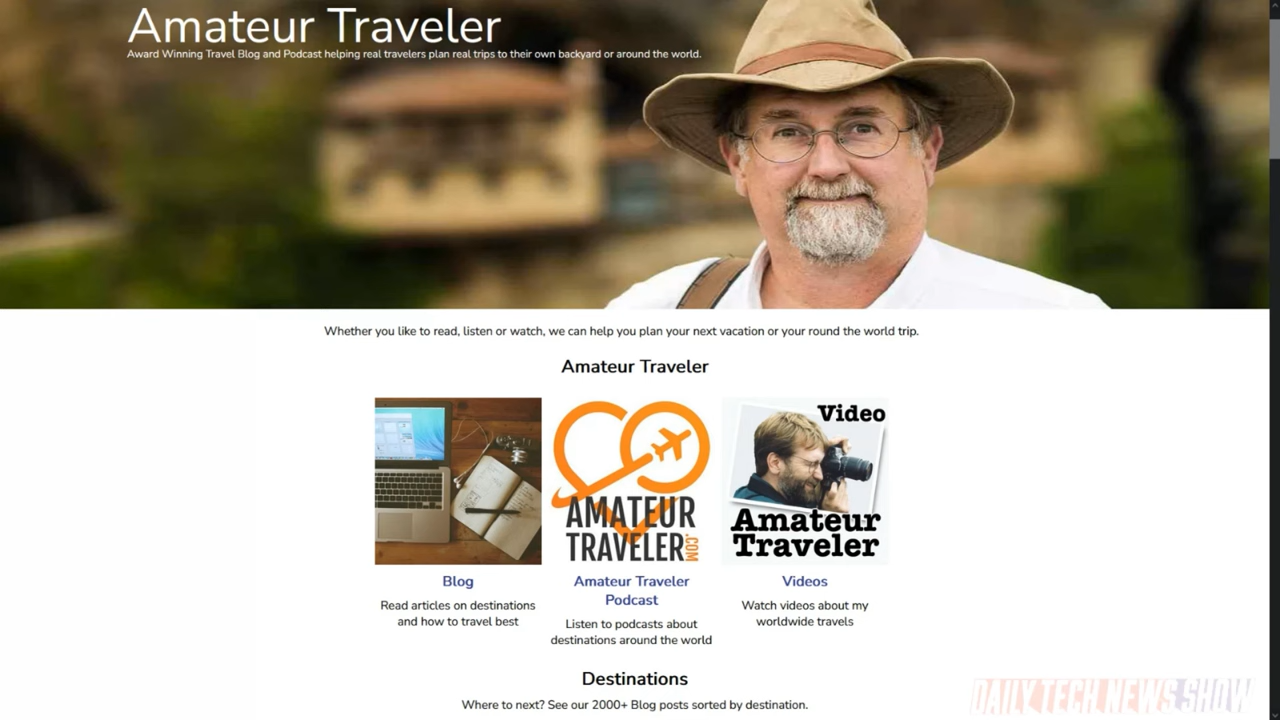 Amateur Traveler
Award Winning Travel Blog and Podcast helping real travelers plan real trips to their own backyard or around the world.
Whether you like to read, listen or watch, we can help you plan your next vacation or your round the world trip.
Amateur Traveler
AMATEUR
TRAVELER
.COM
Video
Amateur
Traveler
Blog
Read articles on destinations
and how to travel best
Amateur Traveler
Podcast
Listen to podcasts about
destinations around the world
Videos
Watch videos about my
worldwide travels
Destinations
Where to next? See our 2000+ Blog posts sorted by destination.
DAILY TECH NEWS SHOW